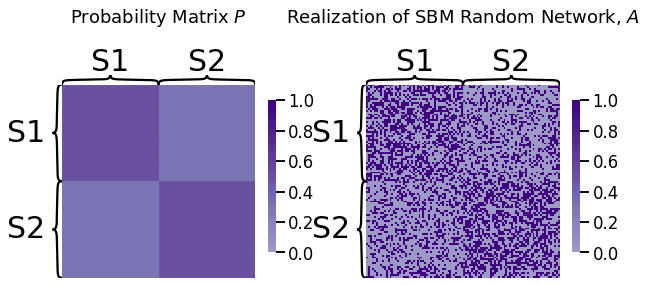 Probability Matrix P
S1 S2
S1
S2
1.0
0.8
0.6
0.4
0.2
0.0
Realization of SBM Random Network, A
S1 S2
S1
S2
1.0
0.8
0.6
0.4
0.2
0.0